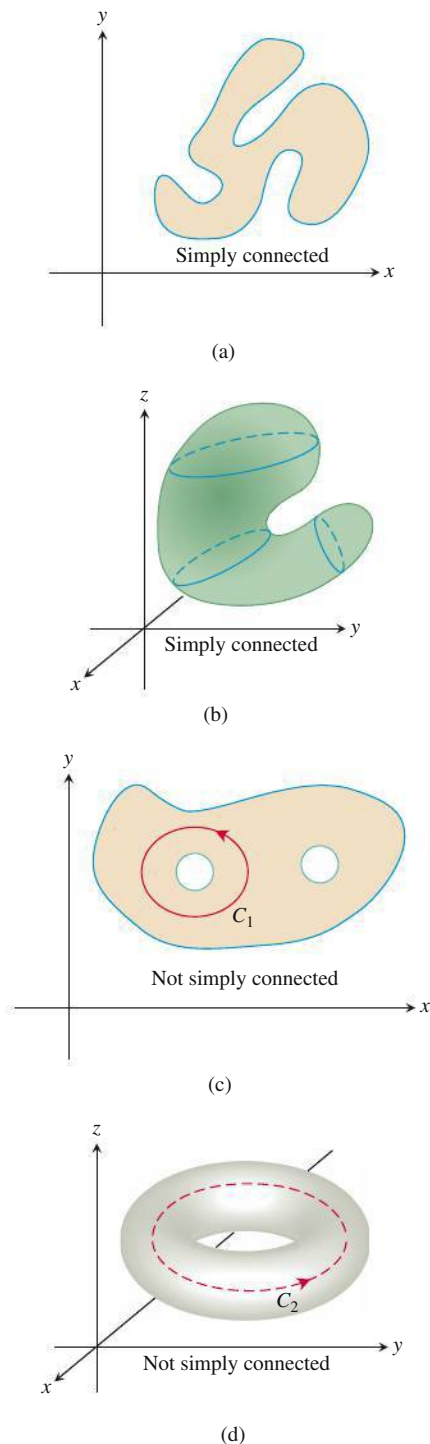 y
Simply connected
x
(a)
z
Simply connected
y
x
(b)
y
C₁
Not simply connected
x
(c)
z
C₂
Not simply connected
y
x
(d)